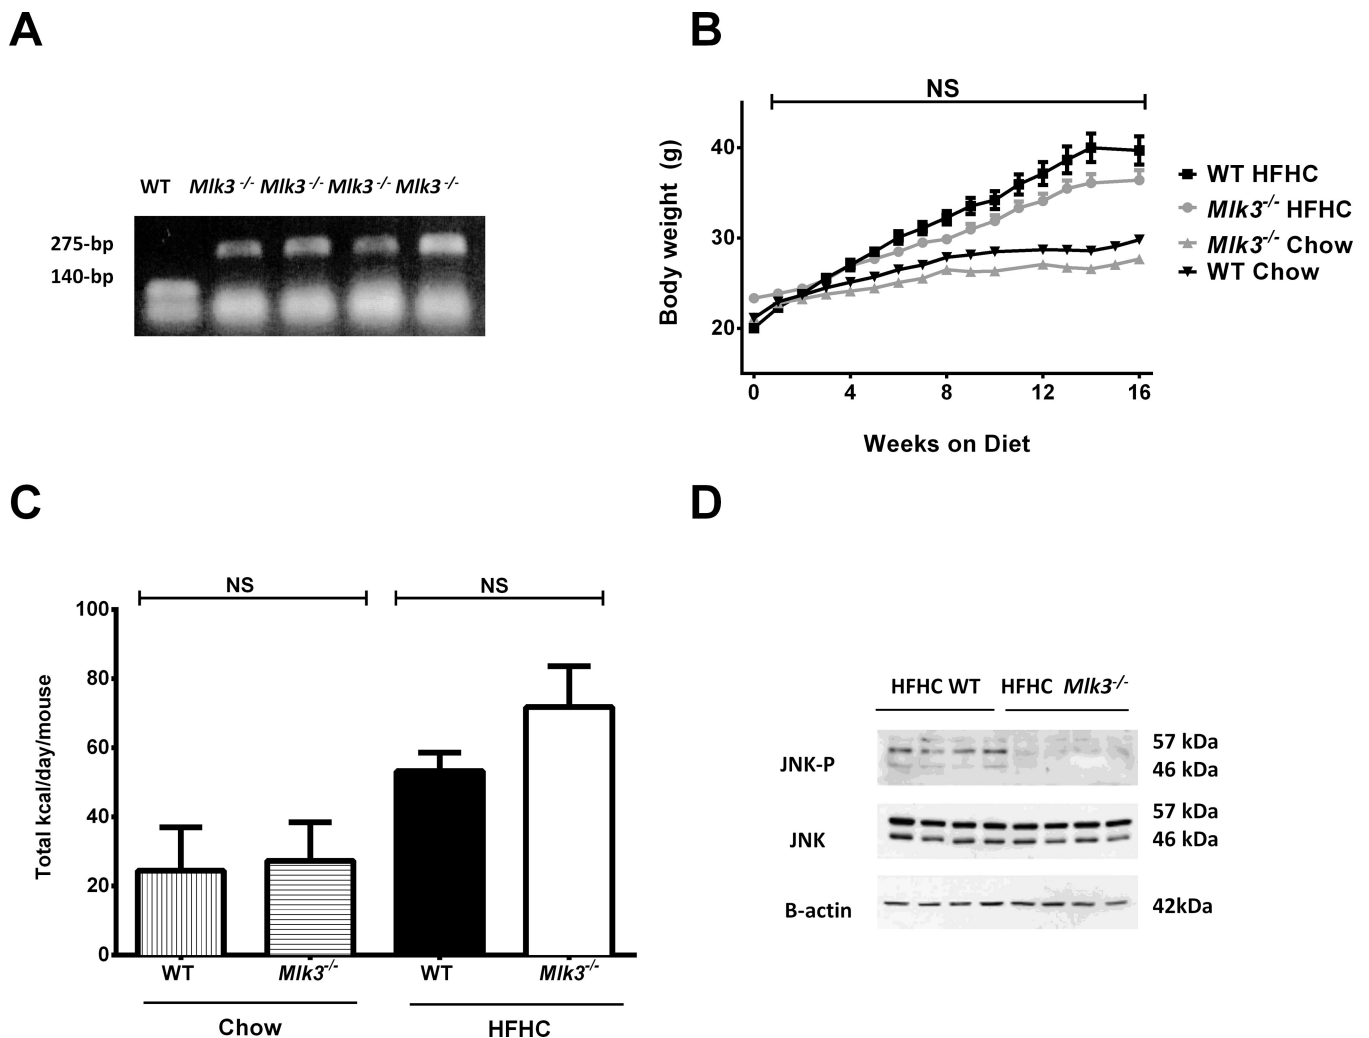 A
WT Mlk3 -/- Mlk3 -/- Mlk3 -/- Mlk3 -/-
275-bp
140-bp
B
NS
Body weight (g)
40
30
20
0 4 8 12 16
Weeks on Diet
WT HFHC
Mlk3-/- HFHC
Mlk3-/- Chow
WT Chow
C
NS NS
Total kcal/day/mouse
100
80
60
40
20
0
WT Mlk3-/- WT Mlk3-/-
Chow HFHC
D
HFHC WT HFHC Mlk3-/-
JNK-P
57 kDa
46 kDa
JNK
57 kDa
46 kDa
B-actin
42kDa